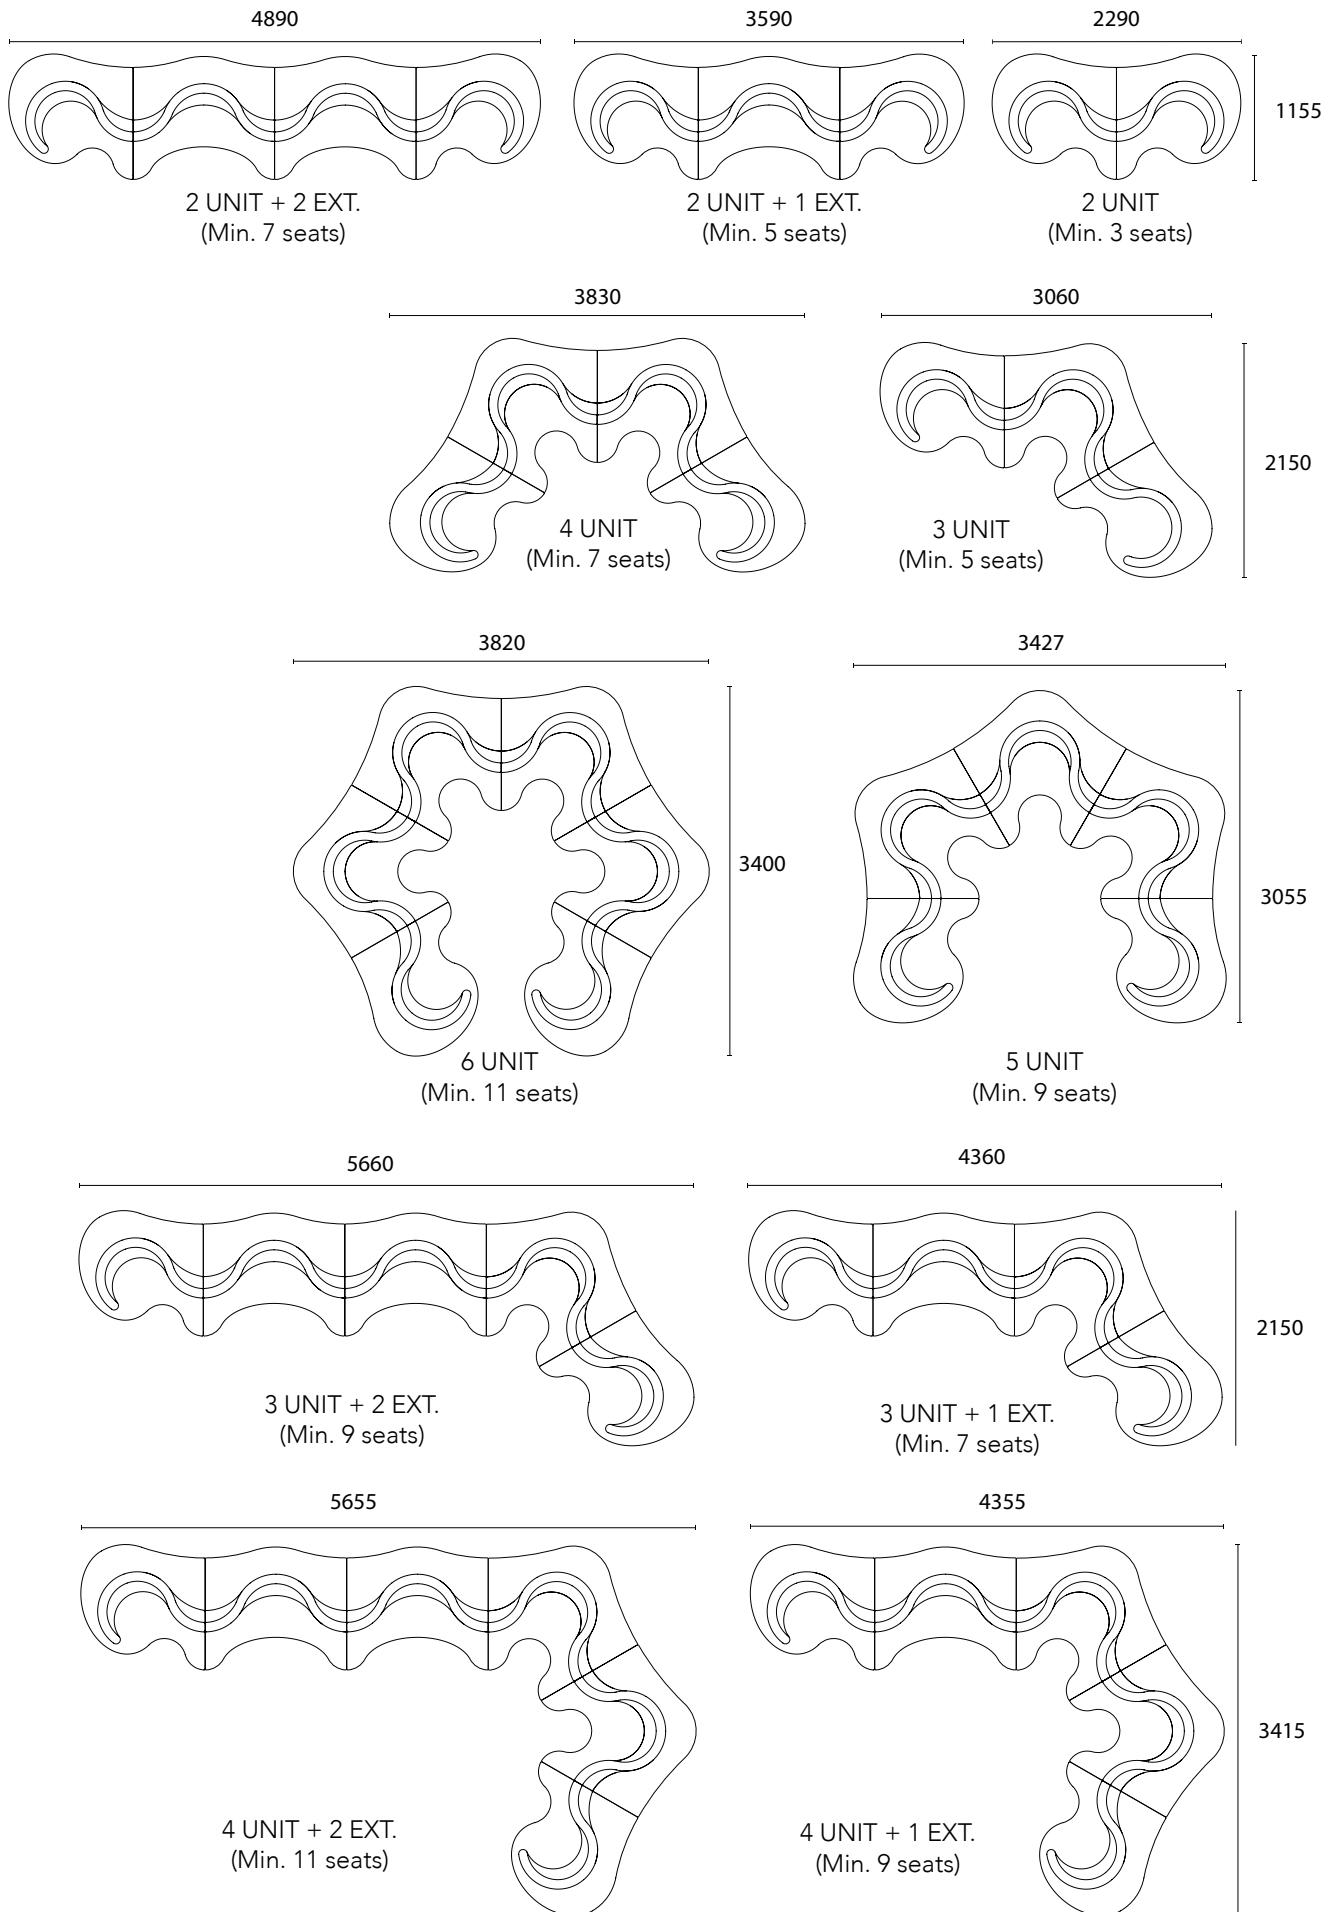 4890
3590
2290
1155
2 UNIT + 2 EXT.
(Min. 7 seats)
2 UNIT + 1 EXT.
(Min. 5 seats)
2 UNIT
(Min. 3 seats)
3830
3060
2150
4 UNIT
(Min. 7 seats)
3 UNIT
(Min. 5 seats)
3820
3427
3400
3055
6 UNIT
(Min. 11 seats)
5 UNIT
(Min. 9 seats)
5660
4360
2150
3 UNIT + 2 EXT.
(Min. 9 seats)
3 UNIT + 1 EXT.
(Min. 7 seats)
5655
4355
3415
4 UNIT + 2 EXT.
(Min. 11 seats)
4 UNIT + 1 EXT.
(Min. 9 seats)